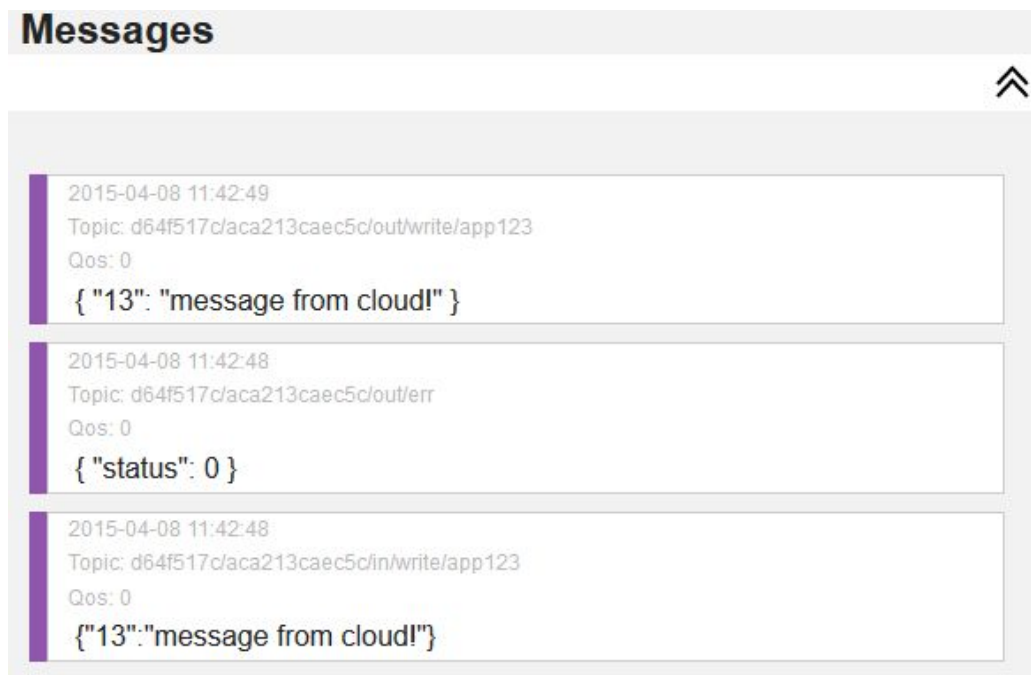 Messages
2015-04-08 11:42:49
Topic: d64f517c/aca213caec5c/out/write/app123
Qos: 0
{ "13": "message from cloud!" }
2015-04-08 11:42:48
Topic: d64f517c/aca213caec5c/out/err
Qos: 0
{ "status": 0 }
2015-04-08 11:42:48
Topic: d64f517c/aca213caec5c/in/write/app123
Qos: 0
{"13":"message from cloud!"}